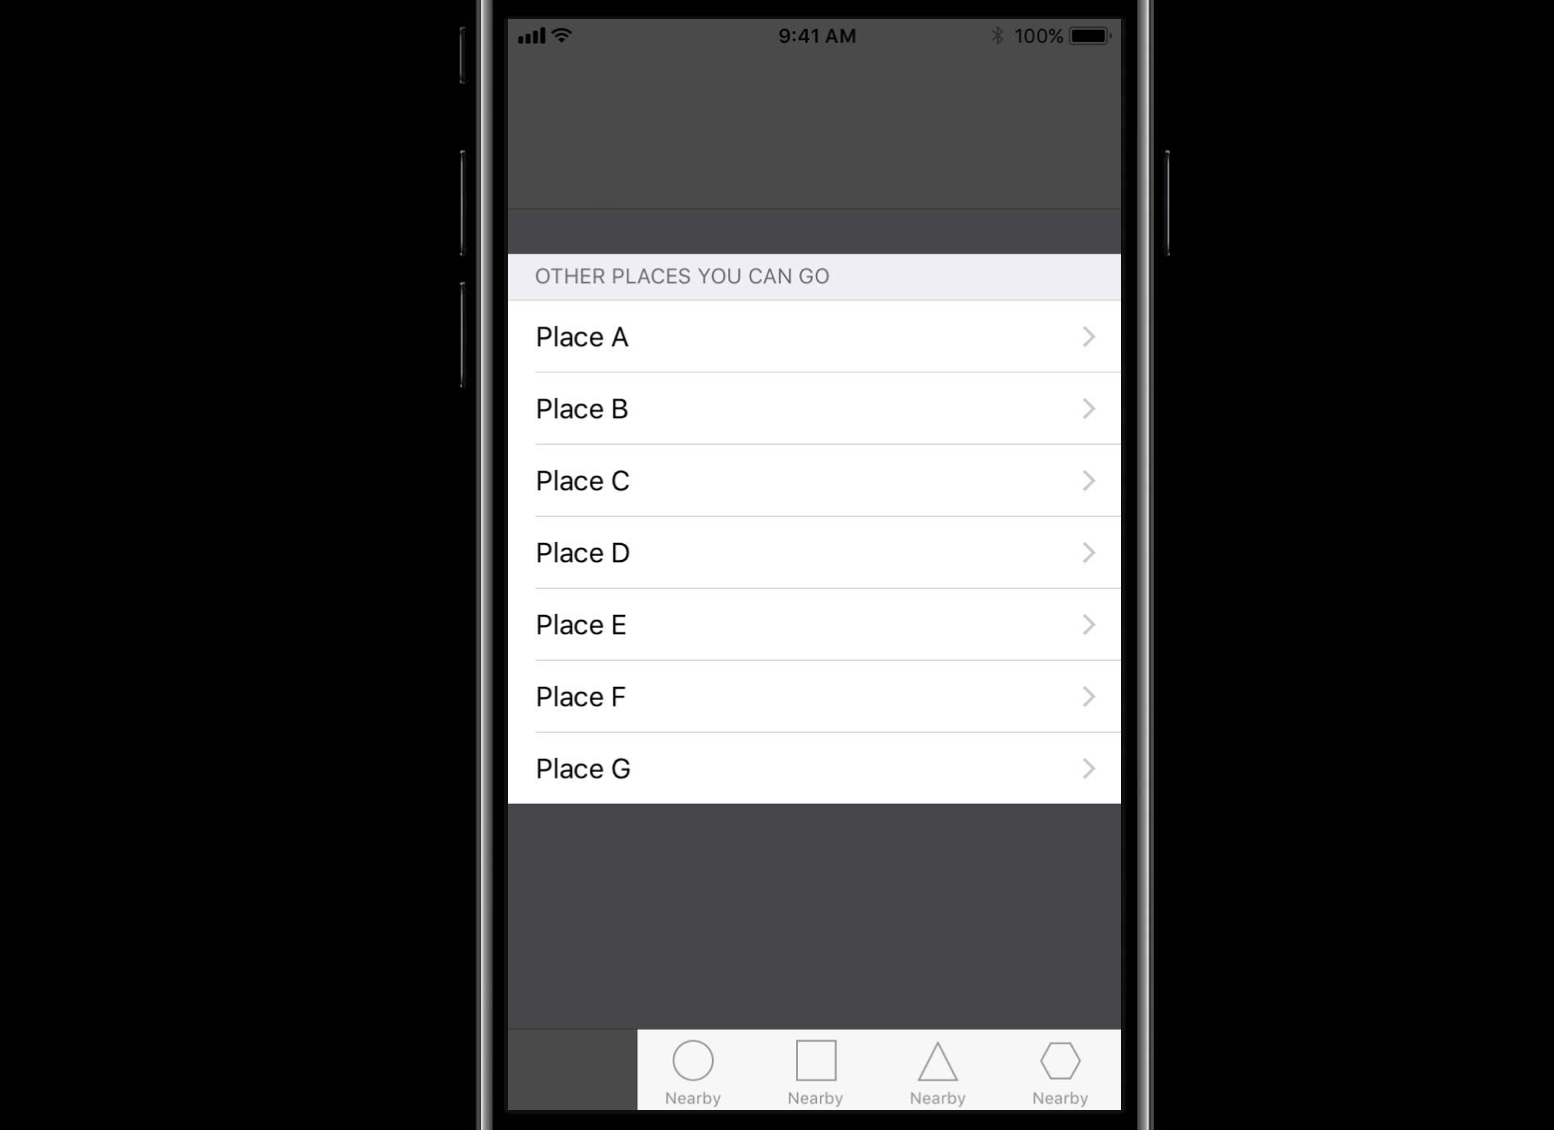 9:41 AM 100%
OTHER PLACES YOU CAN GO
Place A
Place B
Place C
Place D
Place E
Place F
Place G
Nearby Nearby Nearby Nearby